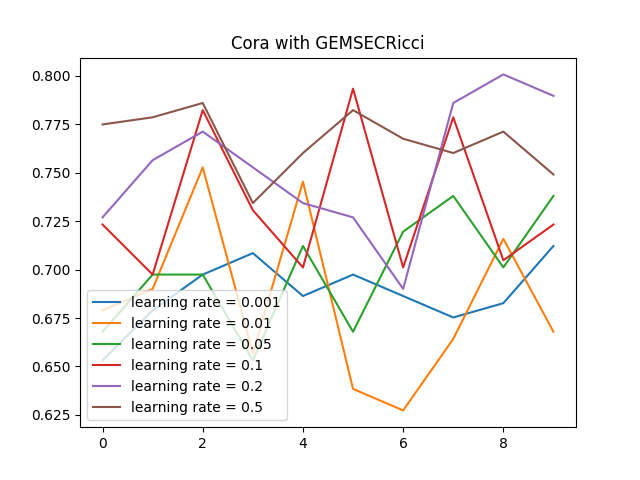 Cora with GEMSECRicci
0.800
0.775
0.750
0.725
0.700
0.675
0.650
0.625
learning rate = 0.001
learning rate = 0.01
learning rate = 0.05
learning rate = 0.1
learning rate = 0.2
learning rate = 0.5
0 2 4 6 8